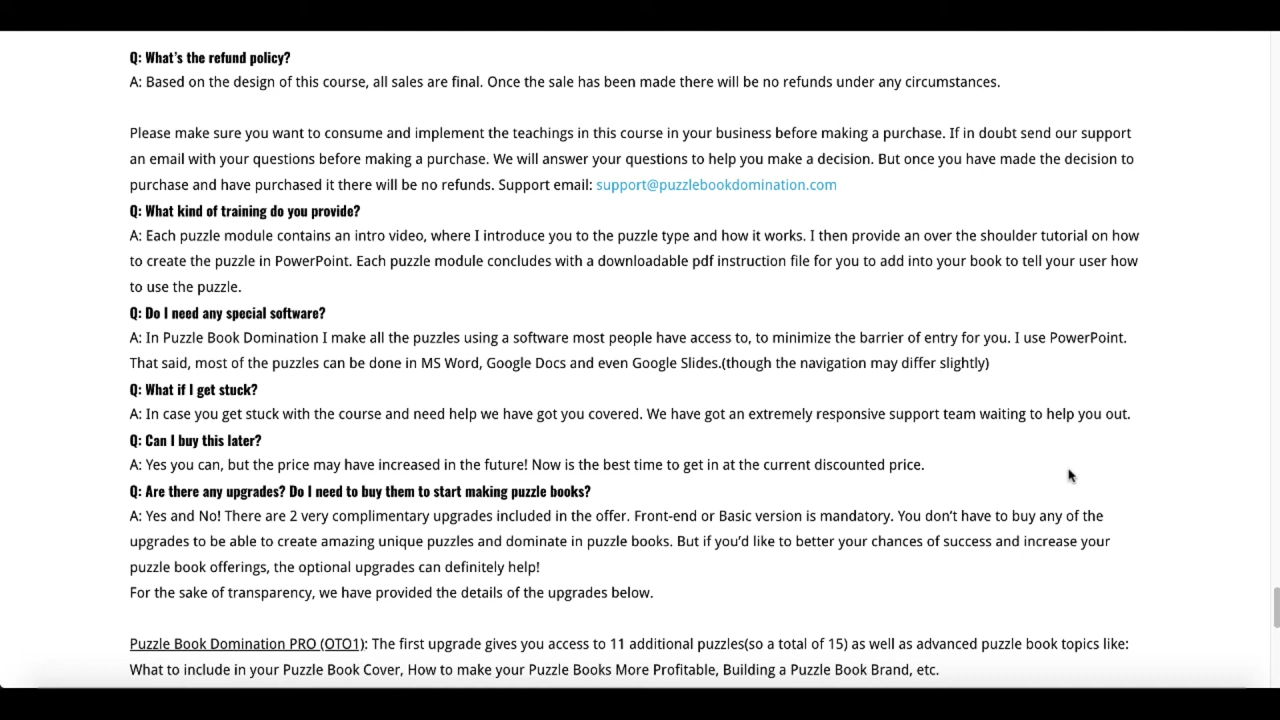 Q: What's the refund policy?
A: Based on the design of this course, all sales are final. Once the sale has been made there will be no refunds under any circumstances.
Please make sure you want to consume and implement the teachings in this course in your business before making a purchase. If in doubt send our support
an email with your questions before making a purchase. We will answer your questions to help you make a decision. But once you have made the decision to
purchase and have purchased it there will be no refunds. Support email: support@puzzlebookdomination.com
Q: What kind of training do you provide?
A: Each puzzle module contains an intro video, where I introduce you to the puzzle type and how it works. I then provide an over the shoulder tutorial on how
to create the puzzle in PowerPoint. Each puzzle module concludes with a downloadable pdf instruction file for you to add into your book to tell your user how
to use the puzzle.
Q: Do I need any special software?
A: In Puzzle Book Domination I make all the puzzles using a software most people have access to, to minimize the barrier of entry for you. I use PowerPoint.
That said, most of the puzzles can be done in MS Word, Google Docs and even Google Slides.(though the navigation may differ slightly)
Q: What if I get stuck?
A: In case you get stuck with the course and need help we have got you covered. We have got an extremely responsive support team waiting to help you out.
Q: Can I buy this later?
A: Yes you can, but the price may have increased in the future! Now is the best time to get in at the current discounted price.
Q: Are there any upgrades? Do I need to buy them to start making puzzle books?
A: Yes and No! There are 2 very complimentary upgrades included in the offer. Front-end or Basic version is mandatory. You don't have to buy any of the
upgrades to be able to create amazing unique puzzles and dominate in puzzle books. But if you'd like to better your chances of success and increase your
puzzle book offerings, the optional upgrades can definitely help!
For the sake of transparency, we have provided the details of the upgrades below.
Puzzle Book Domination PRO (OTO1): The first upgrade gives you access to 11 additional puzzles(so a total of 15) as well as advanced puzzle book topics like:
What to include in your Puzzle Book Cover, How to make your Puzzle Books More Profitable, Building a Puzzle Book Brand, etc.